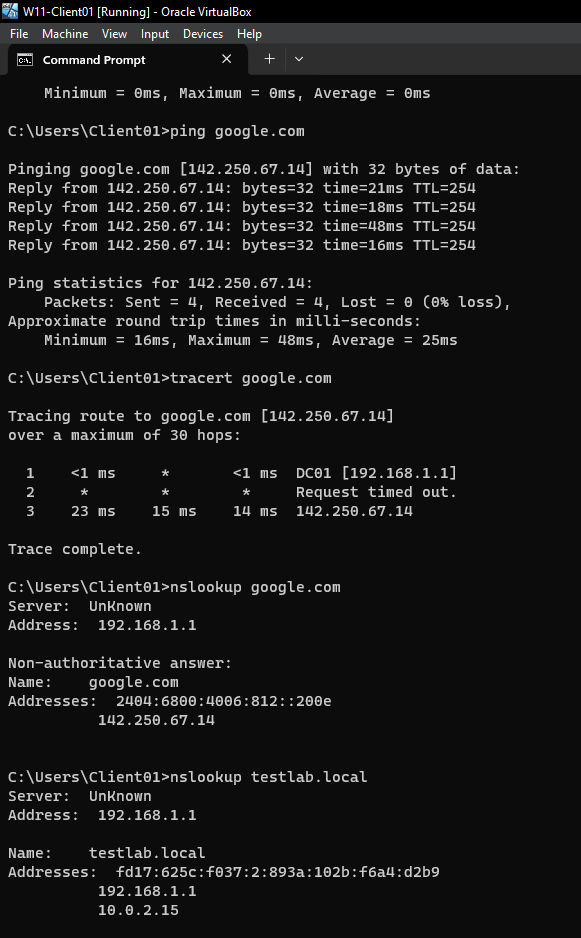 W11-Client01 [Running] - Oracle VirtualBox
File Machine View Input Devices Help
Command Prompt
Minimum = 0ms, Maximum = 0ms, Average = 0ms
C:\Users\Client01>ping google.com
Pinging google.com [142.250.67.14] with 32 bytes of data:
Reply from 142.250.67.14: bytes=32 time=21ms TTL=254
Reply from 142.250.67.14: bytes=32 time=18ms TTL=254
Reply from 142.250.67.14: bytes=32 time=48ms TTL=254
Reply from 142.250.67.14: bytes=32 time=16ms TTL=254
Ping statistics for 142.250.67.14:
Packets: Sent = 4, Received = 4, Lost = 0 (0% loss),
Approximate round trip times in milli-seconds:
Minimum = 16ms, Maximum = 48ms, Average = 25ms
C:\Users\Client01>tracert google.com
Tracing route to google.com [142.250.67.14]
over a maximum of 30 hops:
1 <1 ms * <1 ms DC01 [192.168.1.1]
2 * * * Request timed out.
3 23 ms 15 ms 14 ms 142.250.67.14
Trace complete.
C:\Users\Client01>nslookup google.com
Server: UnKnown
Address: 192.168.1.1
Non-authoritative answer:
Name: google.com
Addresses: 2404:6800:4006:812::200e
142.250.67.14
C:\Users\Client01>nslookup testlab.local
Server: UnKnown
Address: 192.168.1.1
Name: testlab.local
Addresses: fd17:625c:f037:2:893a:102b:f6a4:d2b9
192.168.1.1
10.0.2.15